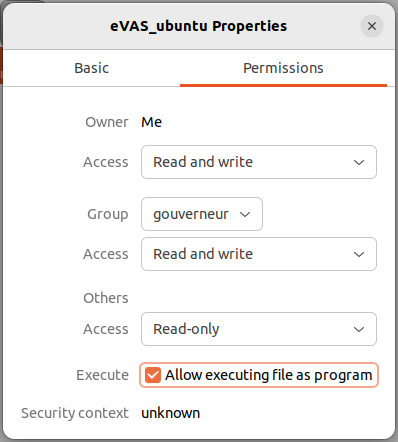 eVAS_ubuntu Properties
Basic Permissions
Owner Me
Access Read and write
Group gouverneur
Access Read and write
Others
Access Read-only
Execute Allow executing file as program
Security context unknown